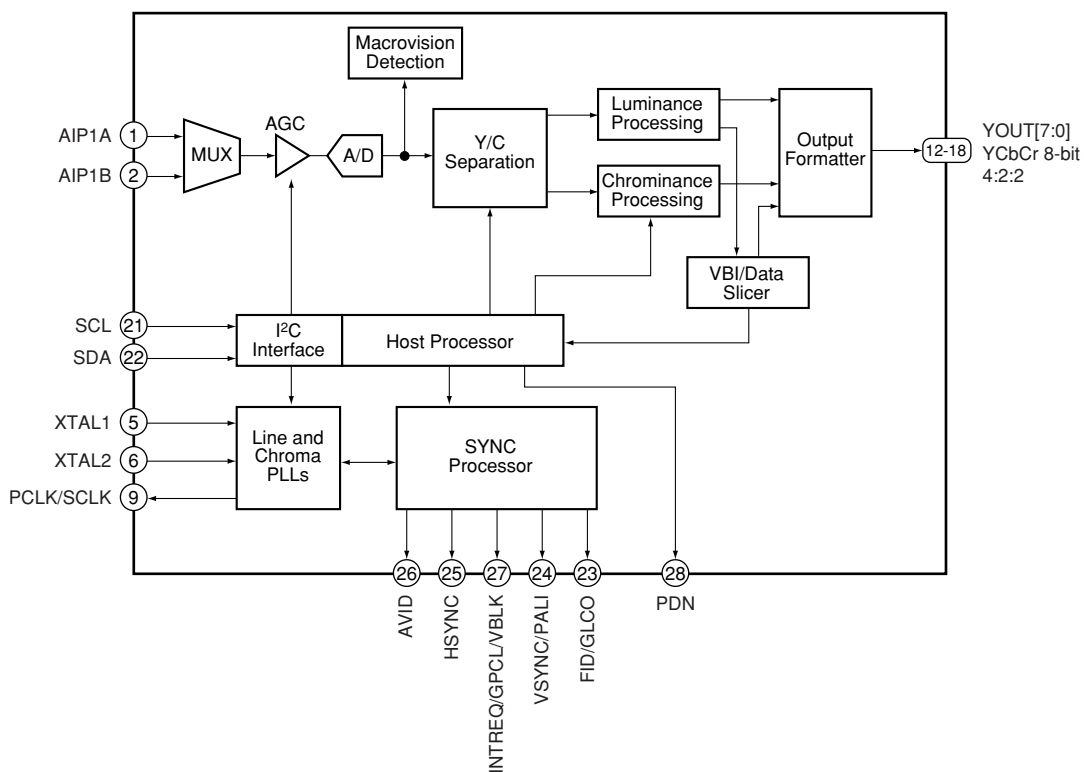 Macrovision
Detection
AGC
AIP1A
1
AIP1B
2
MUX
A/D
Y/C
Separation
Luminance
Processing
Chrominance
Processing
Output
Formatter
12-18
YOUT[7:0]
YCbCr 8-bit
4:2:2
VBI/Data
Slicer
SCL
21
SDA
22
I²C
Interface
Host Processor
XTAL1
5
XTAL2
6
PCLK/SCLK
9
Line and
Chroma
PLLs
SYNC
Processor
26
25
27
24
23
28
AVID
HSYNC
INTREQ/GPCL/VBLK
VSYNC/PALI
FID/GLCO
PDN